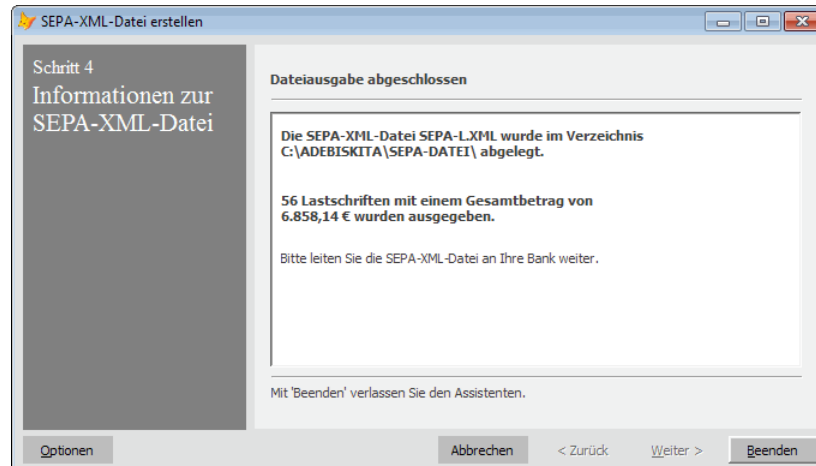 SEPA-XML-Datei erstellen
Schritt 4
Informationen zur
SEPA-XML-Datei
Dateiausgabe abgeschlossen
Die SEPA-XML-Datei SEPA-L.XML wurde im Verzeichnis
C:\ADEBISKITA\SEPA-DATEI\ abgelegt.
56 Lastschriften mit einem Gesamtbetrag von
6.858,14 € wurden ausgegeben.
Bitte leiten Sie die SEPA-XML-Datei an Ihre Bank weiter.
Mit 'Beenden' verlassen Sie den Assistenten.
Optionen
Abbrechen
< Zurück
Weiter >
Beenden